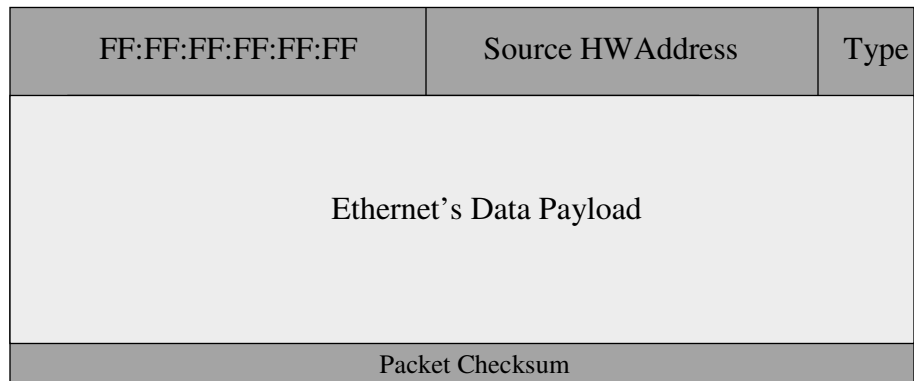 FF:FF:FF:FF:FF:FF Source HWAddress Type
Ethernet’s Data Payload
Packet Checksum